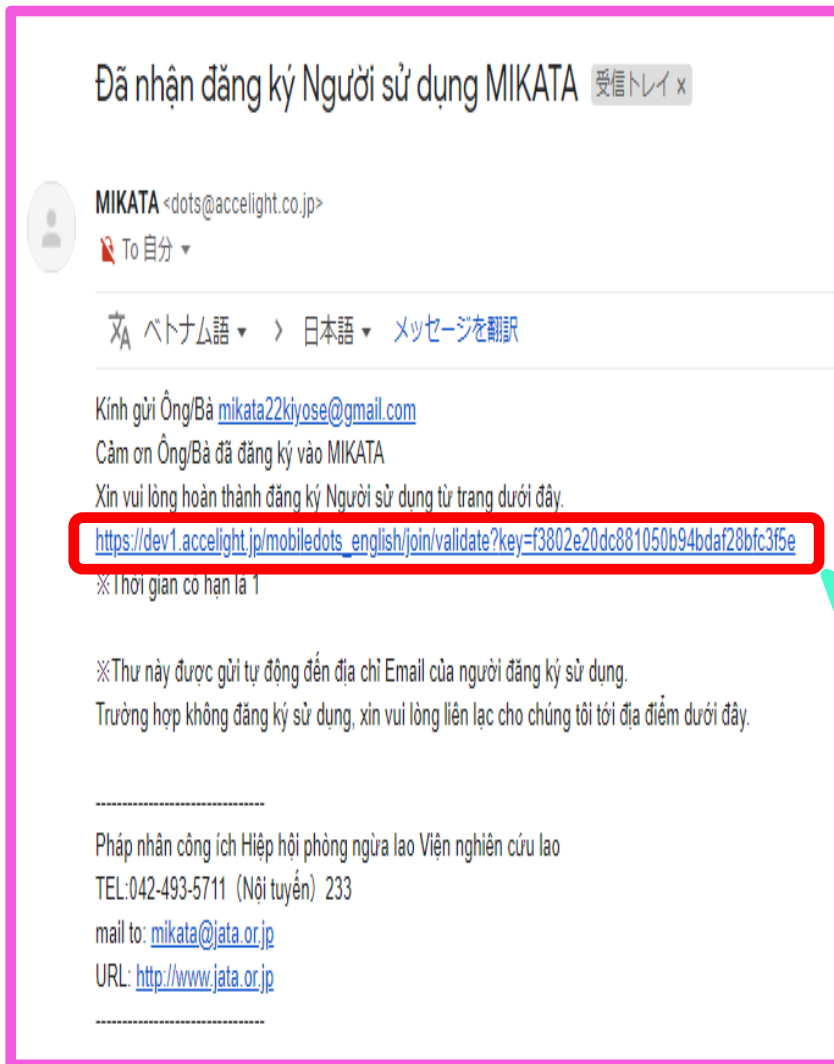 Đã nhận đăng ký Người sử dụng MIKATA 受信トレイ x
MIKATA <dots@accelight.co.jp>
To 自分
ベトナム語 > 日本語 メッセージを翻訳
Kính gửi Ông/Bà mikata22kiyose@gmail.com
Cảm ơn Ông/Bà đã đăng ký vào MIKATA
Xin vui lòng hoàn thành đăng ký Người sử dụng từ trang dưới đây.
https://dev1.accelight.jp/mobiledots_english/join/validate?key=f3802e20dc881050b94bdaf28bfc3f5e
※Thời gian có hạn là 1
※Thư này được gửi tự động đến địa chỉ Email của người đăng ký sử dụng.
Trường hợp không đăng ký sử dụng, xin vui lòng liên lạc cho chúng tôi tới địa điểm dưới đây.
--------------------------------
Pháp nhân công ích Hiệp hội phòng ngừa lao Viện nghiên cứu lao
TEL:042-493-5711（Nội tuyến）233
mail to: mikata@jata.or.jp
URL: http://www.jata.or.jp
--------------------------------